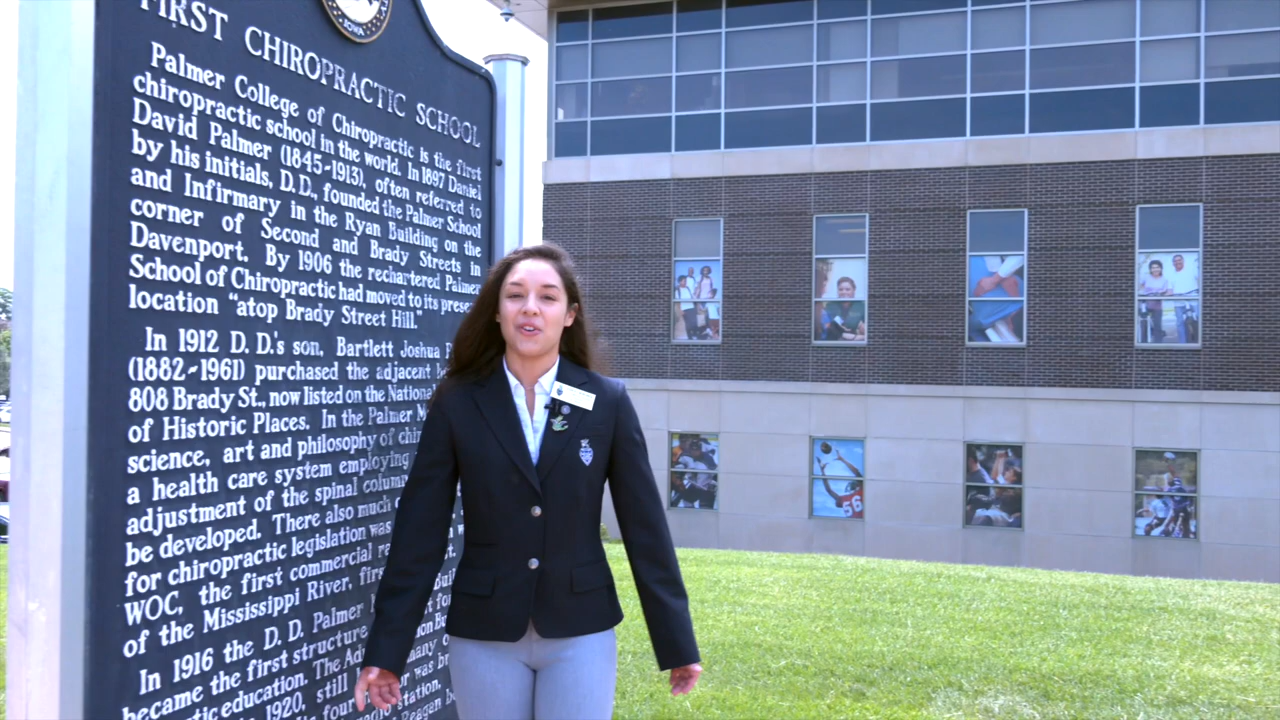 IOWA
FIRST CHIROPRACTIC SCHOOL
Palmer College of Chiropractic is the first
chiropractic school in the world. In 1897 Daniel
David Palmer (1845-1913), often referred to
by his initials, D.D., founded the Palmer School
and Infirmary in the Ryan Building on the
corner of Second and Brady Streets in
Davenport. By 1906 the rechartered Palmer
School of Chiropractic had moved to its
location "atop Brady Street Hill."
In 1912 D. D.'s son, Bartlett Joshua
(1882-1961) purchased the adjacent
808 Brady St., now listed on the National
of Historic Places. In the Palmer
science, art and philosophy of
a health care system employing
adjustment of the spinal
be developed. There also much
for chiropractic legislation was
WOC, the first commercial
of the Mississippi River,
In 1916 the D. D. Palmer
became the first structure
education. The
1920, still
56